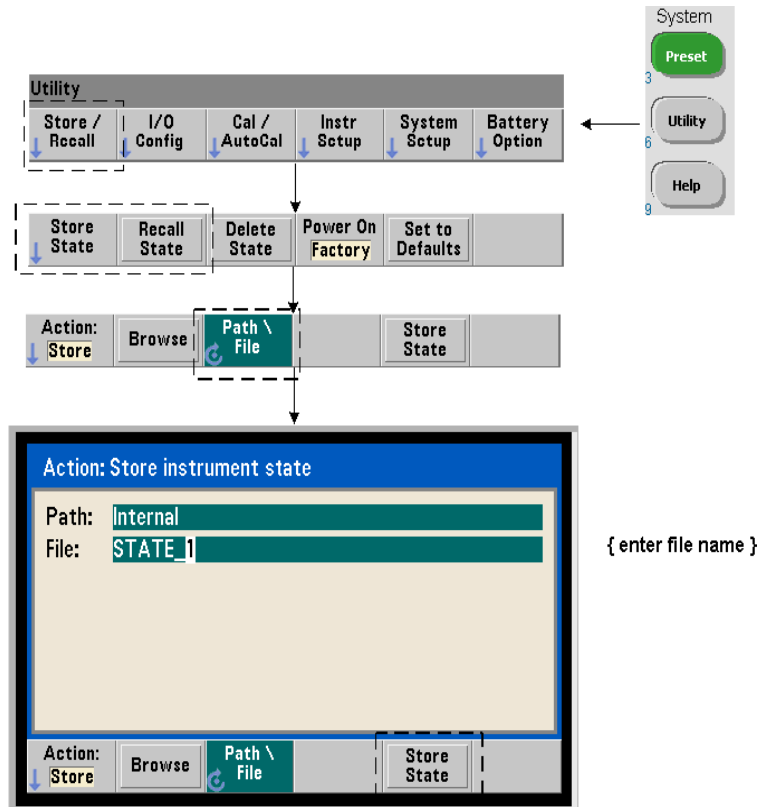 System
Preset
3
Utility
6
Help
9
Utility
Store / Recall
I/O Config
Cal / AutoCal
Instr Setup
System Setup
Battery Option
Store State
Recall State
Delete State
Power On Factory
Set to Defaults
Action: Store
Browse
Path \ File
Store State
Action: Store instrument state
Path: Internal
File: STATE_1
{ enter file name }
Action: Store
Browse
Path \ File
Store State